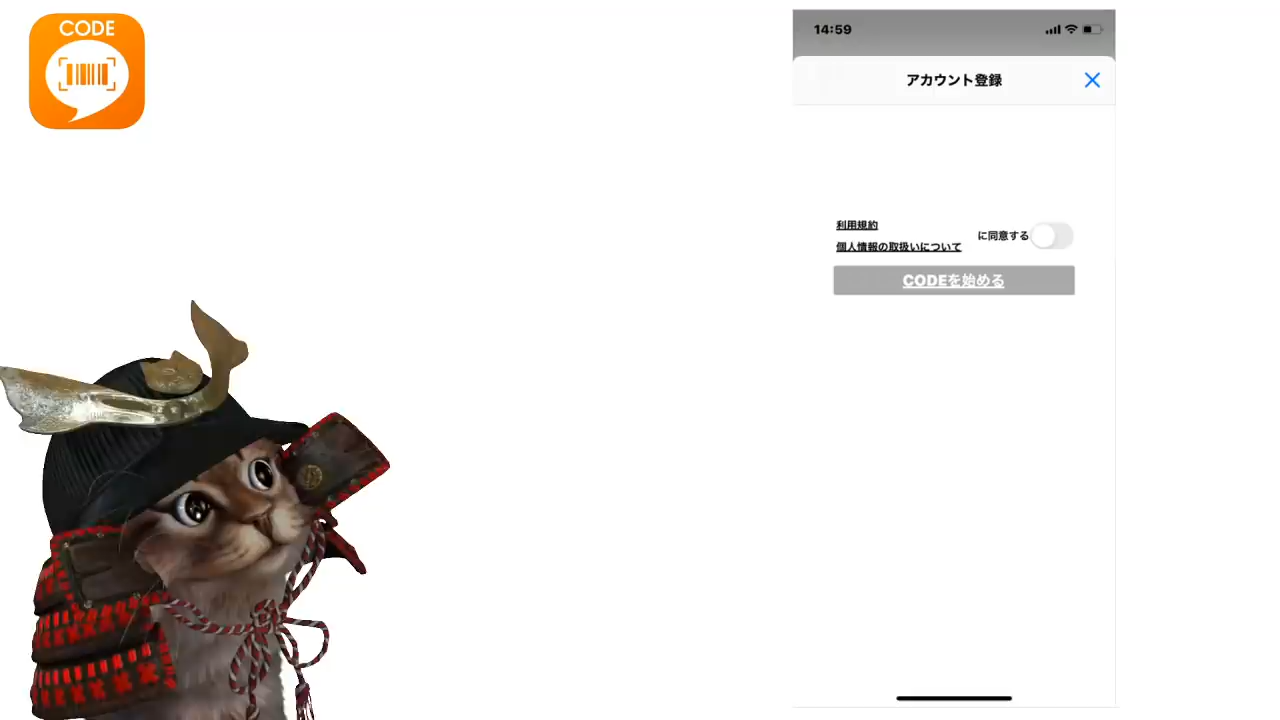 CODE
14:59
アカウント登録
利用規約
個人情報の取扱いについて
に同意する
CODEを始める